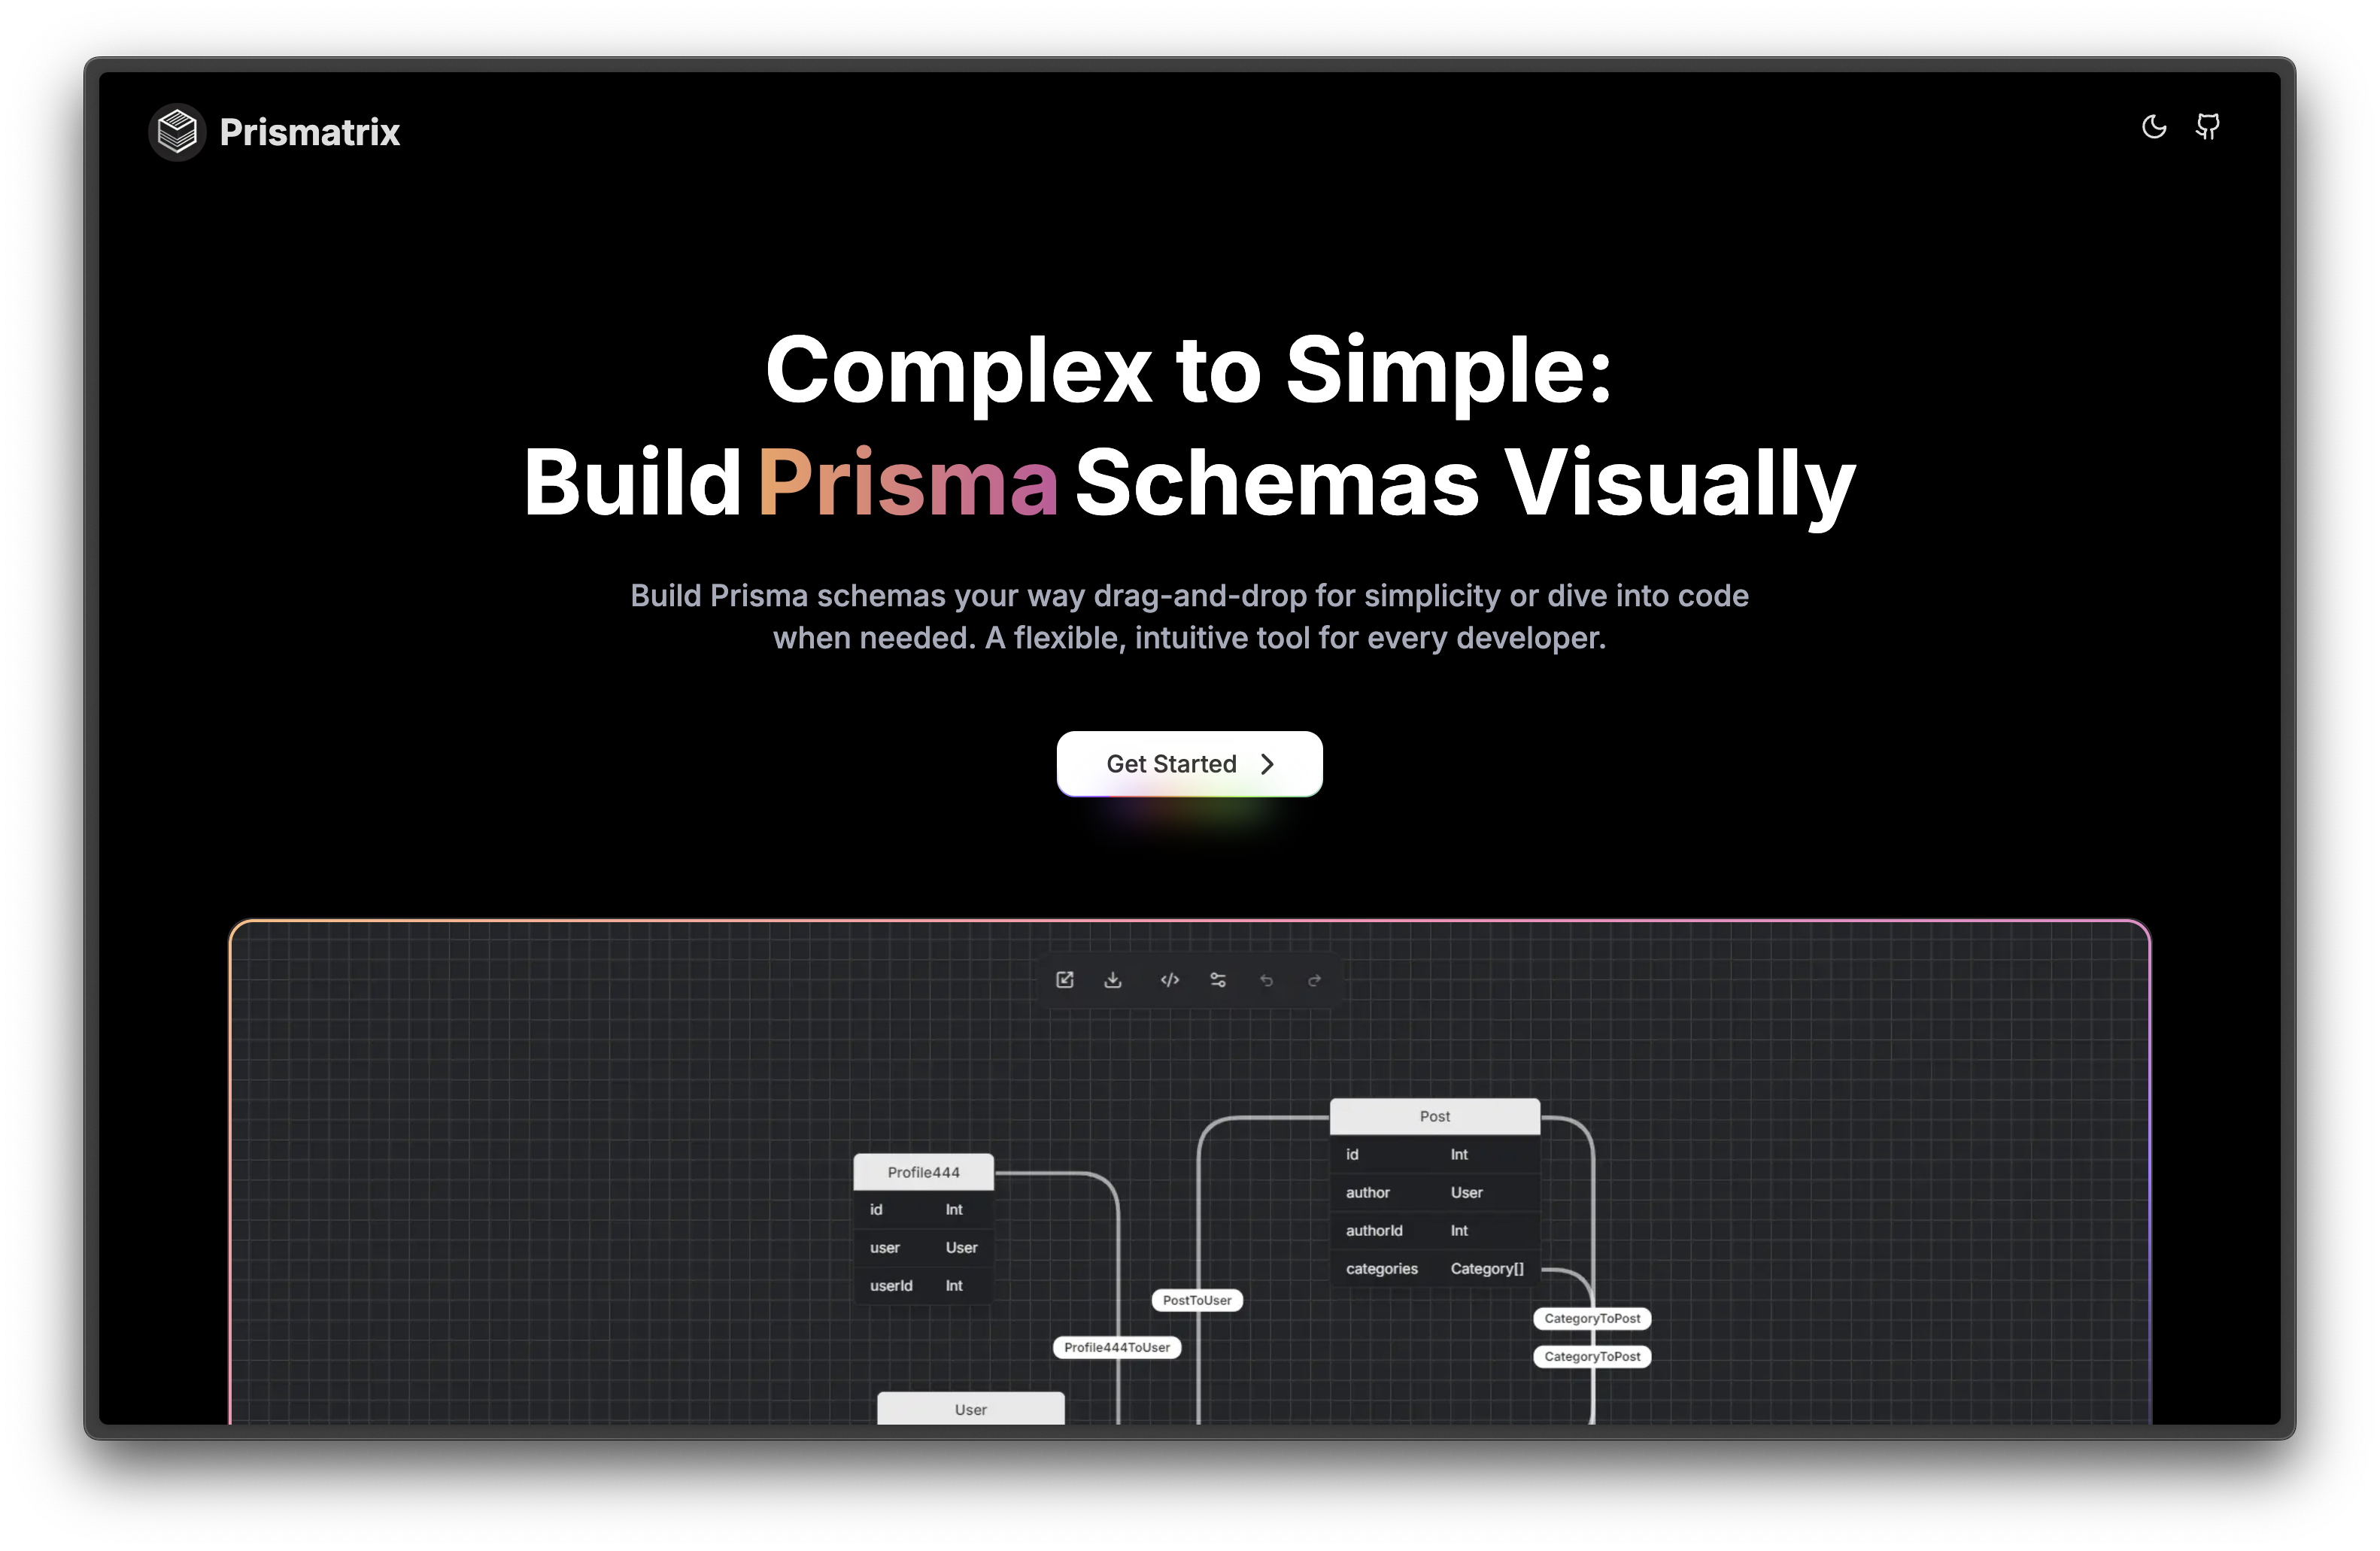 Prismatrix
Complex to Simple:
Build Prisma Schemas Visually
Build Prisma schemas your way drag-and-drop for simplicity or dive into code
when needed. A flexible, intuitive tool for every developer.
Get Started
Post
id Int
author User
authorId Int
categories Category[]
Profile444
id Int
user User
userId Int
PostToUser
CategoryToPost
Profile444ToUser
CategoryToPost
User